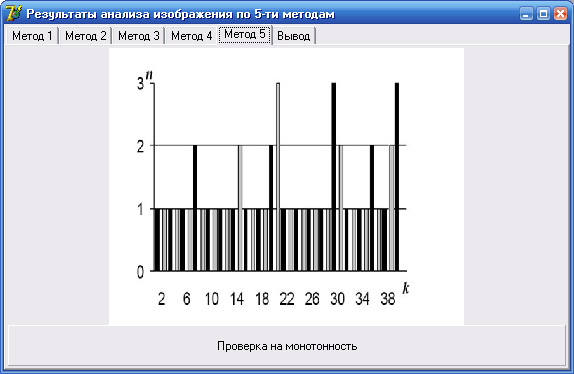 Результаты анализа изображения по 5-ти методам
Метод 1 Метод 2 Метод 3 Метод 4 Метод 5 Вывод
n
3
2
1
0
2 6 10 14 18 22 26 30 34 38
k
Проверка на монотонность